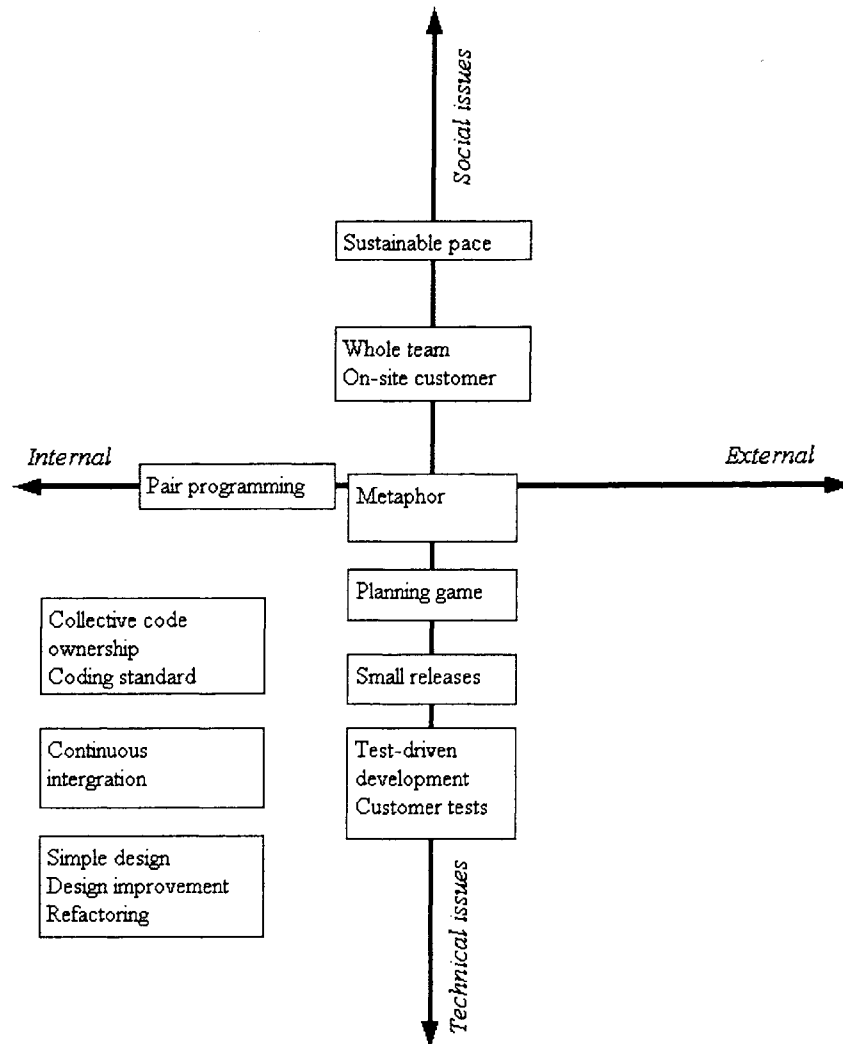 Social issues
Sustainable pace
Whole team
On-site customer
Internal
External
Pair programming
Metaphor
Planning game
Collective code
ownership
Coding standard
Small releases
Continuous
intergration
Test-driven
development
Customer tests
Simple design
Design improvement
Refactoring
Technical issues